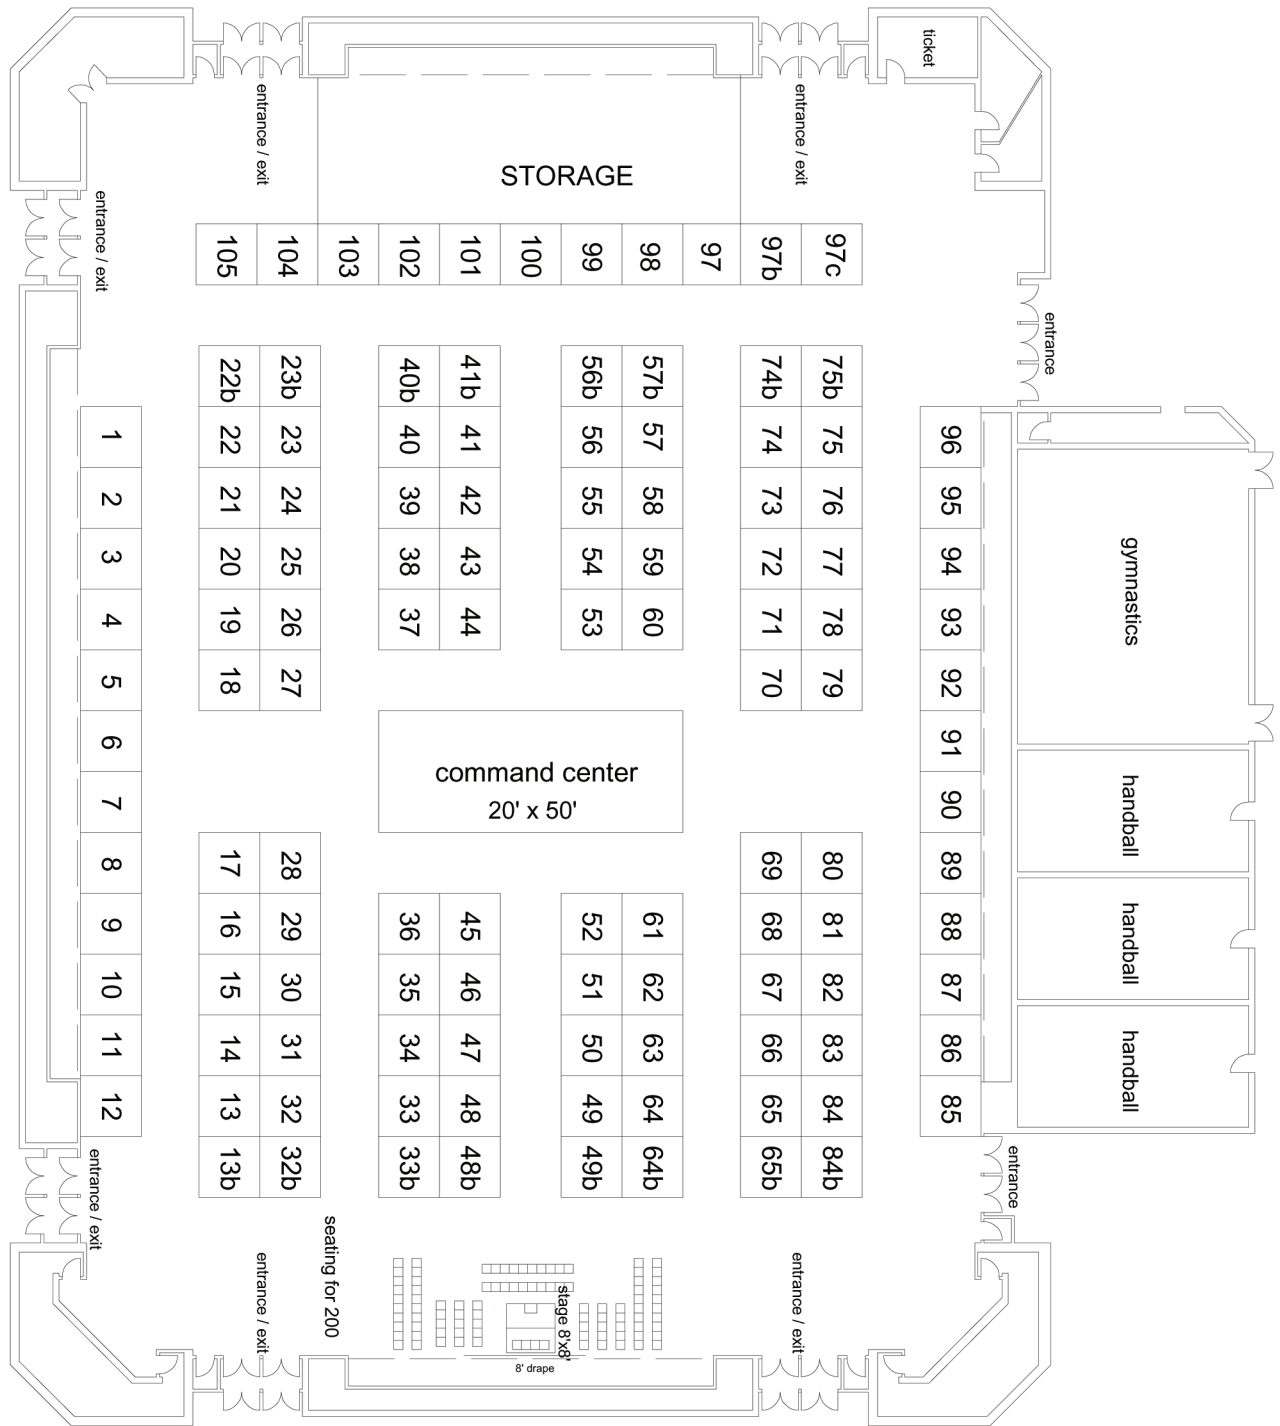 ticket
entrance / exit
entrance / exit
STORAGE
entrance / exit
105 104 103 102 101 100 99 98 97 97b 97c
entrance
22b 23b 40b 41b 56b 57b 74b 75b
1 22 23 40 41 56 57 74 75 96
2 21 24 39 42 55 58 73 76 95
3 20 25 38 43 54 59 72 77 94
gymnastics
4 19 26 37 44 53 60 71 78 93
5 18 27 70 79 92
6 91
command center
20' x 50'
7 90
handball
8 17 28 69 80 89
9 16 29 36 45 52 61 68 81 88
handball
10 15 30 35 46 51 62 67 82 87
11 14 31 34 47 50 63 66 83 86
handball
12 13 32 33 48 49 64 65 84 85
13b 32b 33b 48b 49b 64b 65b 84b
entrance / exit
entrance
seating for 200
entrance / exit
stage 8'x8'
entrance / exit
8' drape